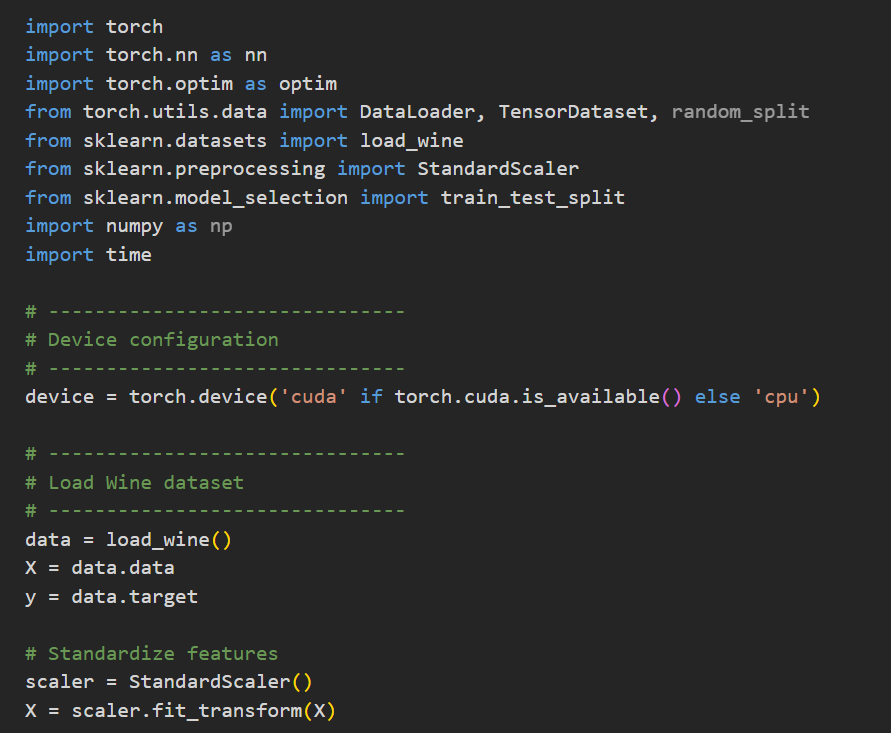 import torch
import torch.nn as nn
import torch.optim as optim
from torch.utils.data import DataLoader, TensorDataset, random_split
from sklearn.datasets import load_wine
from sklearn.preprocessing import StandardScaler
from sklearn.model_selection import train_test_split
import numpy as np
import time

# -------------------------------
# Device configuration
# -------------------------------
device = torch.device('cuda' if torch.cuda.is_available() else 'cpu')

# -------------------------------
# Load Wine dataset
# -------------------------------
data = load_wine()
X = data.data
y = data.target

# Standardize features
scaler = StandardScaler()
X = scaler.fit_transform(X)